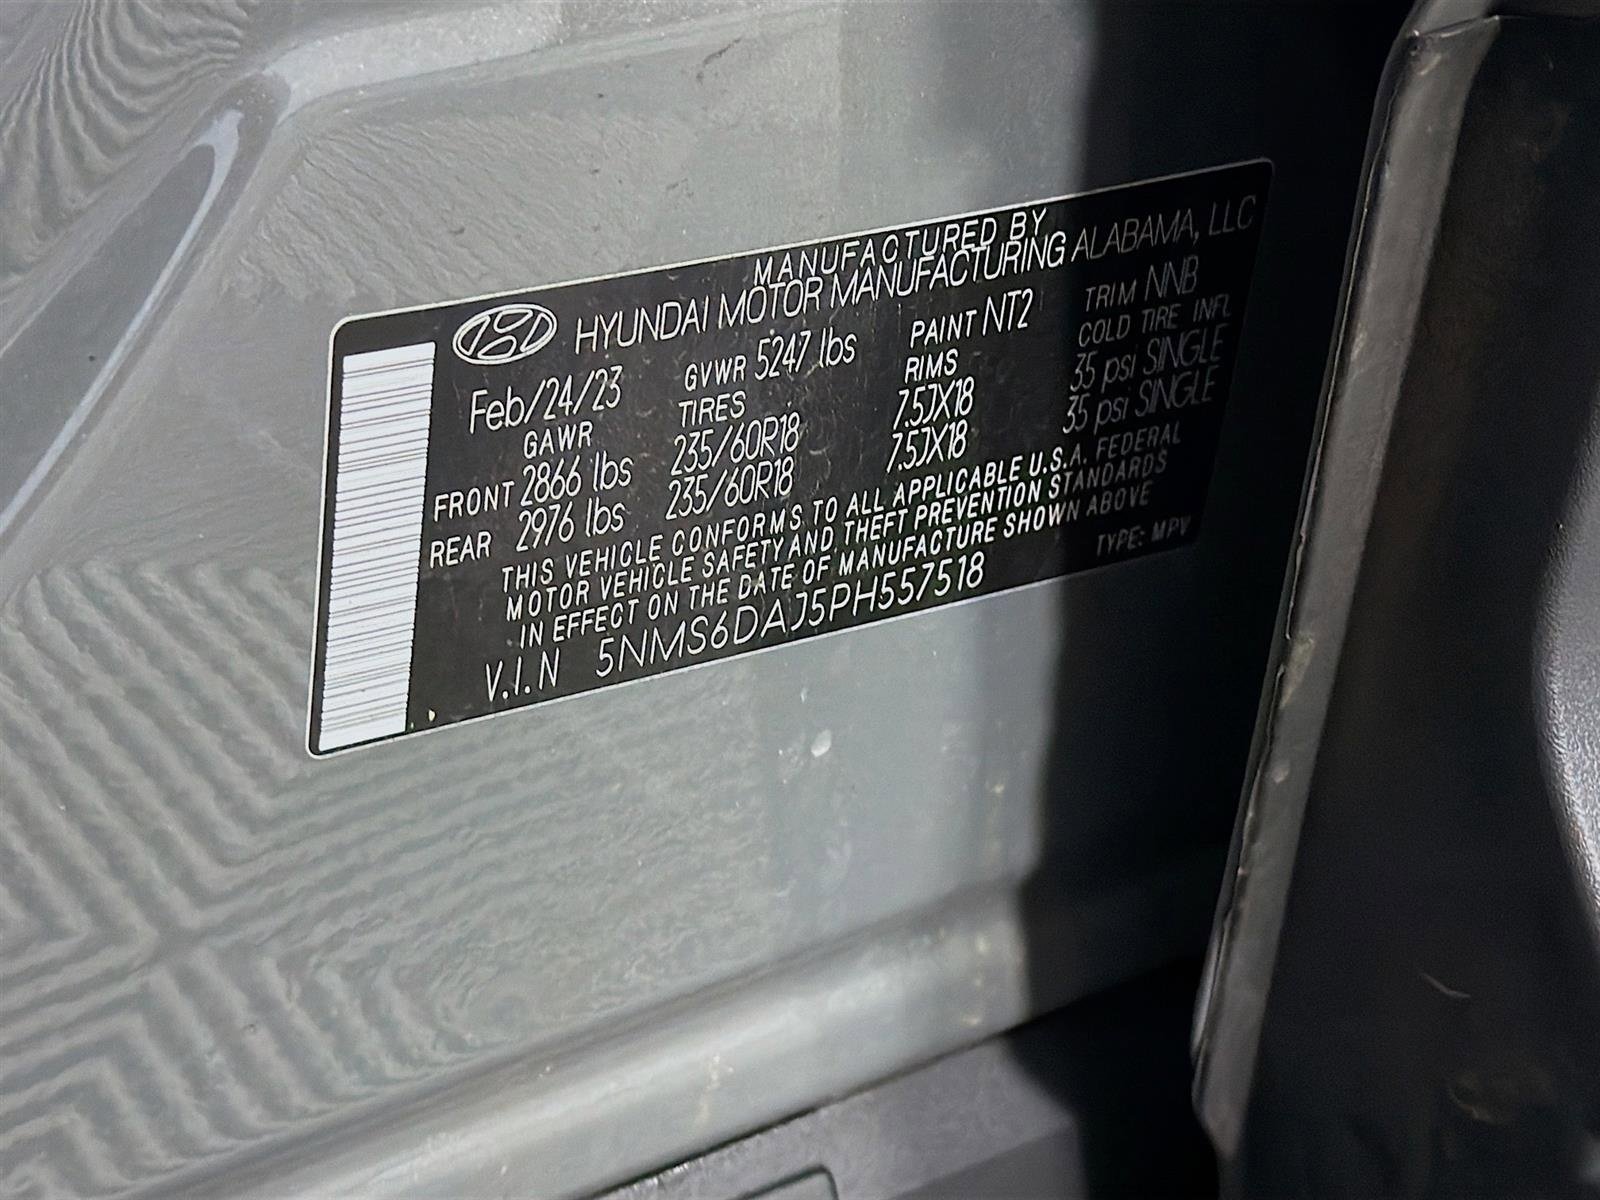 MANUFACTURED BY
HYUNDAI MOTOR MANUFACTURING ALABAMA, LLC
Feb/24/23 GVWR 5247 lbs PAINT NT2 TRIM NNB
GAWR TIRES RIMS COLD TIRE INFL
FRONT 2866 lbs 235/60R18 7.5JX18 35 psi SINGLE
REAR 2976 lbs 235/60R18 7.5JX18 35 psi SINGLE
THIS VEHICLE CONFORMS TO ALL APPLICABLE U.S.A. FEDERAL
MOTOR VEHICLE SAFETY AND THEFT PREVENTION STANDARDS
IN EFFECT ON THE DATE OF MANUFACTURE SHOWN ABOVE
V.I.N 5NMS6DAJ5PH557518 TYPE: MPV